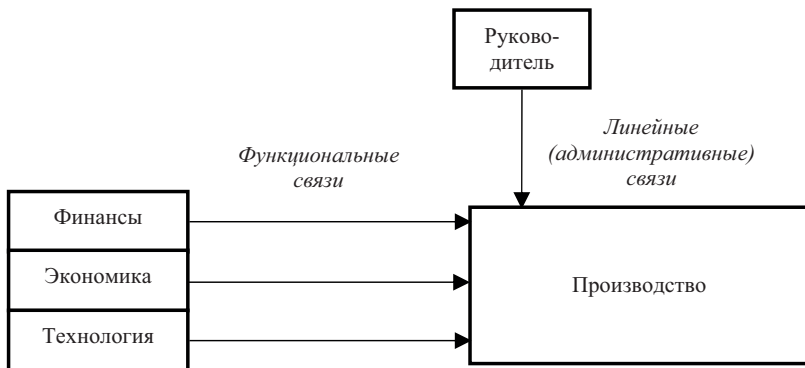 Руково-
дитель
Линейные
(административные)
связи
Функциональные
связи
Финансы
Экономика
Технология
Производство